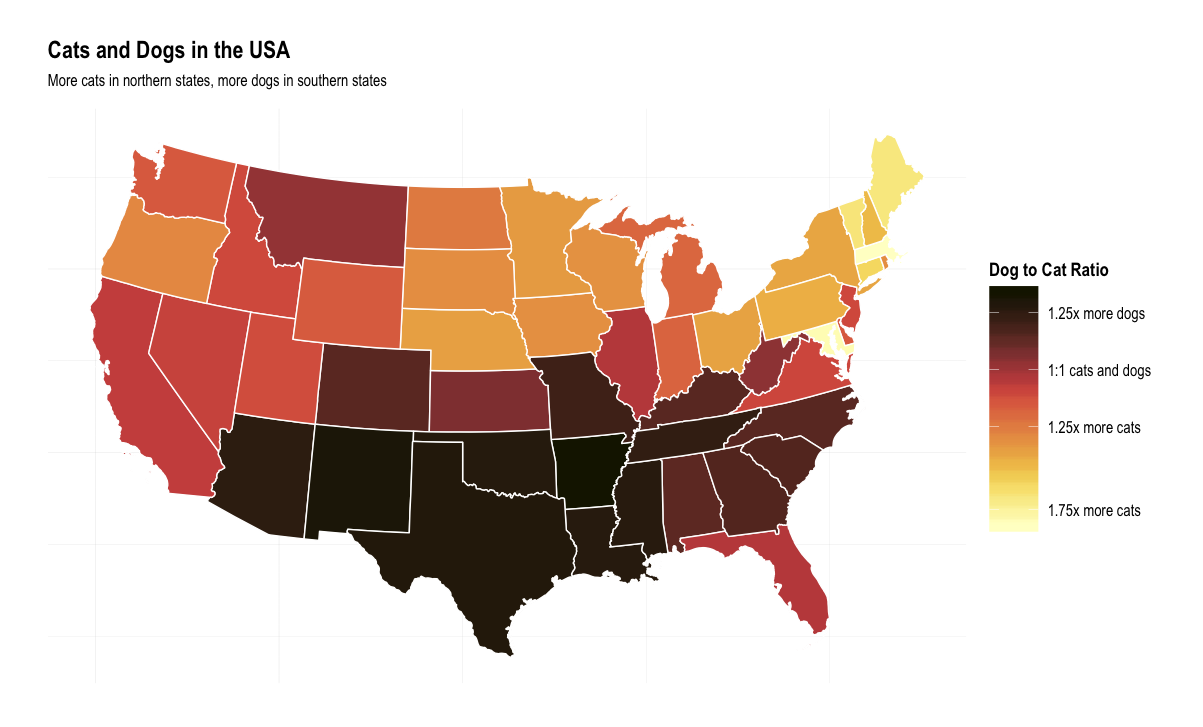 Cats and Dogs in the USA
More cats in northern states, more dogs in southern states
Dog to Cat Ratio
1.25x more dogs
1:1 cats and dogs
1.25x more cats
1.75x more cats